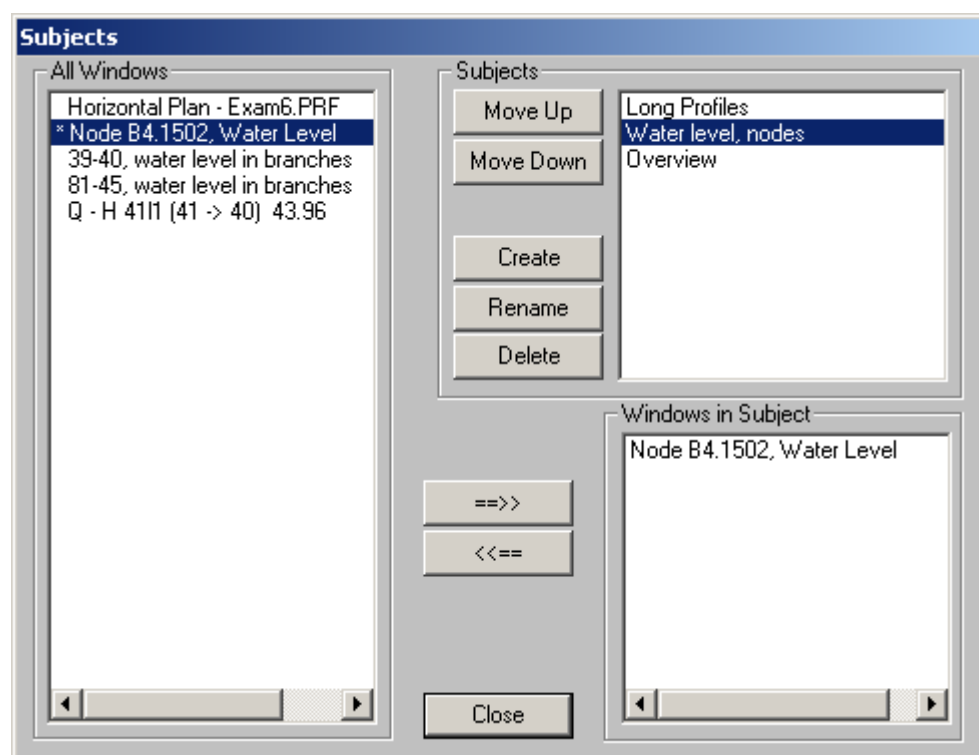 Subjects
All Windows
Horizontal Plan - Exam6.PRF
* Node B4.1502, Water Level
39-40, water level in branches
81-45, water level in branches
Q - H 41l1 (41 -> 40)  43.96
Subjects
Move Up
Move Down
Create
Rename
Delete
Long Profiles
Water level, nodes
Overview
==>>
<<==
Windows in Subject
Node B4.1502, Water Level
Close